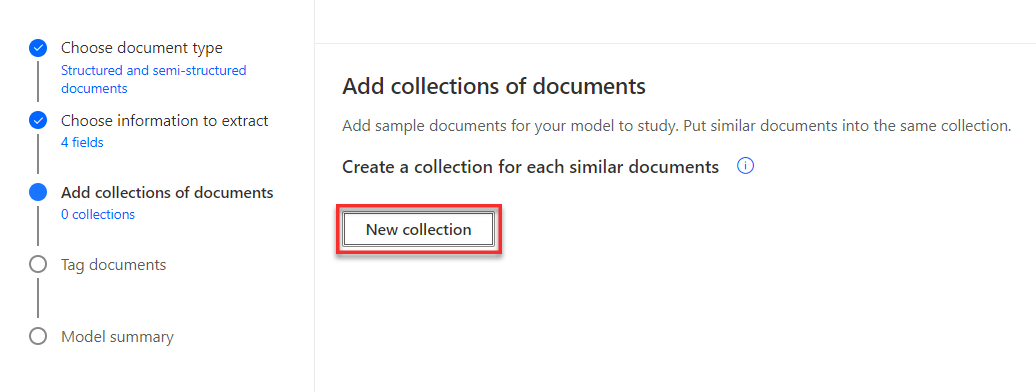 Choose document type
Structured and semi-structured
documents
Choose information to extract
4 fields
Add collections of documents
0 collections
Tag documents
Model summary
Add collections of documents
Add sample documents for your model to study. Put similar documents into the same collection.
Create a collection for each similar documents
New collection